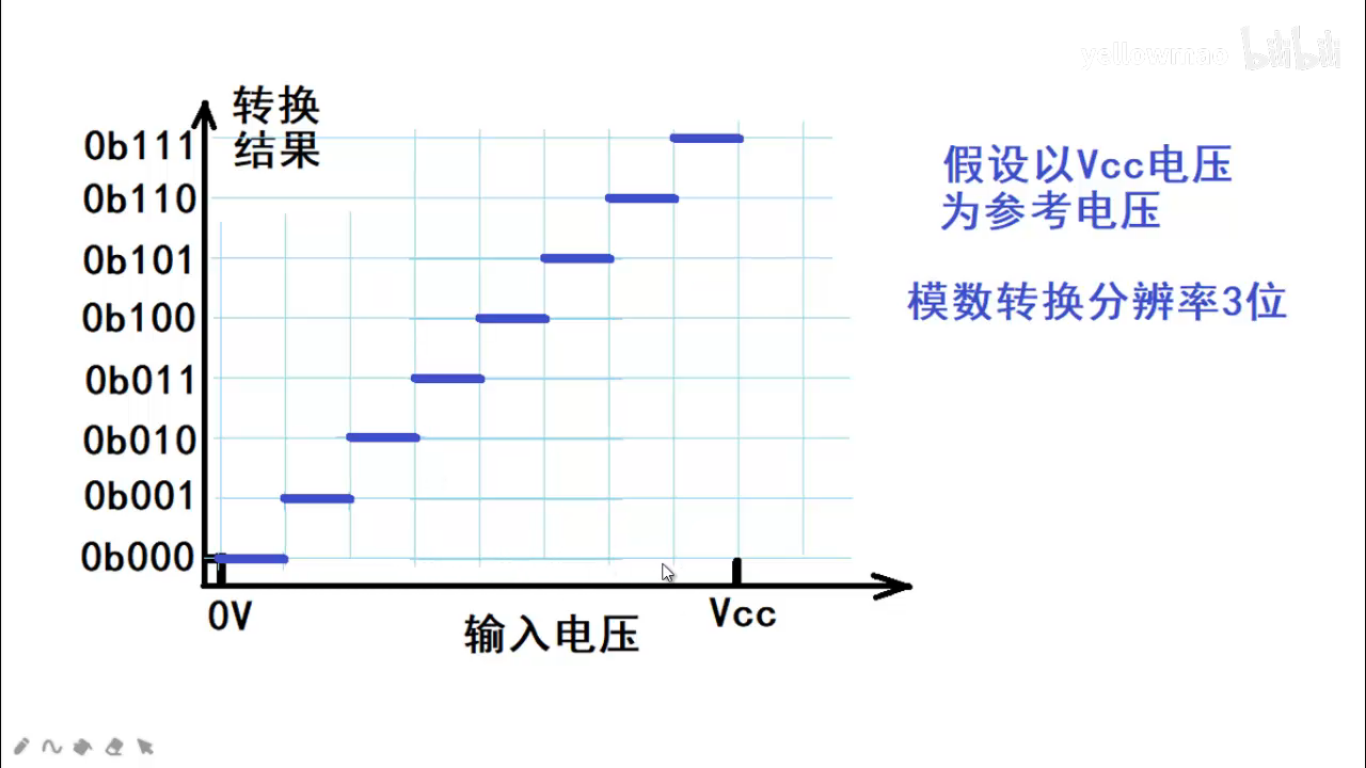 yellowmao bilibili
转换
结果
0b111
0b110
0b101
0b100
0b011
0b010
0b001
0b000
0V
输入电压
Vcc
假设以Vcc电压
为参考电压
模数转换分辨率3位